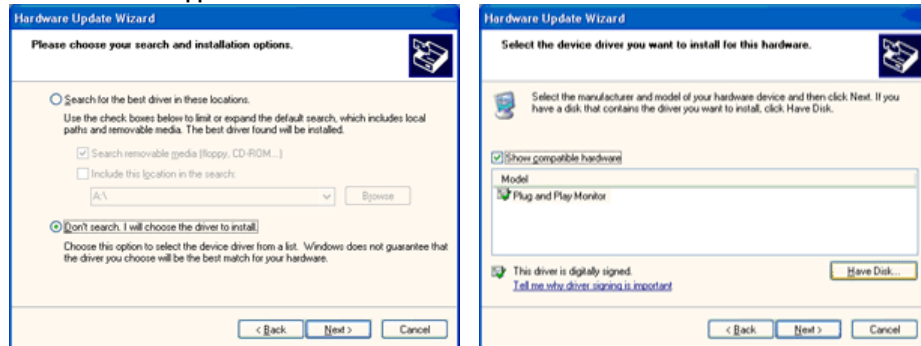 Hardware Update Wizard
Please choose your search and installation options.
Search for the best driver in these locations.
Use the check boxes below to limit or expand the default search, which includes local
paths and removable media. The best driver found will be installed.
Search removable media (floppy, CD-ROM...)
Include this location in the search:
A:\
Browse
Don't search. I will choose the driver to install.
Choose this option to select the device driver from a list. Windows does not guarantee that
the driver you choose will be the best match for your hardware.
< Back
Next >
Cancel
Hardware Update Wizard
Select the device driver you want to install for this hardware.
Select the manufacturer and model of your hardware device and then click Next. If you
have a disk that contains the driver you want to install, click Have Disk.
Show compatible hardware
Model
Plug and Play Monitor
This driver is digitally signed.
Tell me why driver signing is important
Have Disk...
< Back
Next >
Cancel